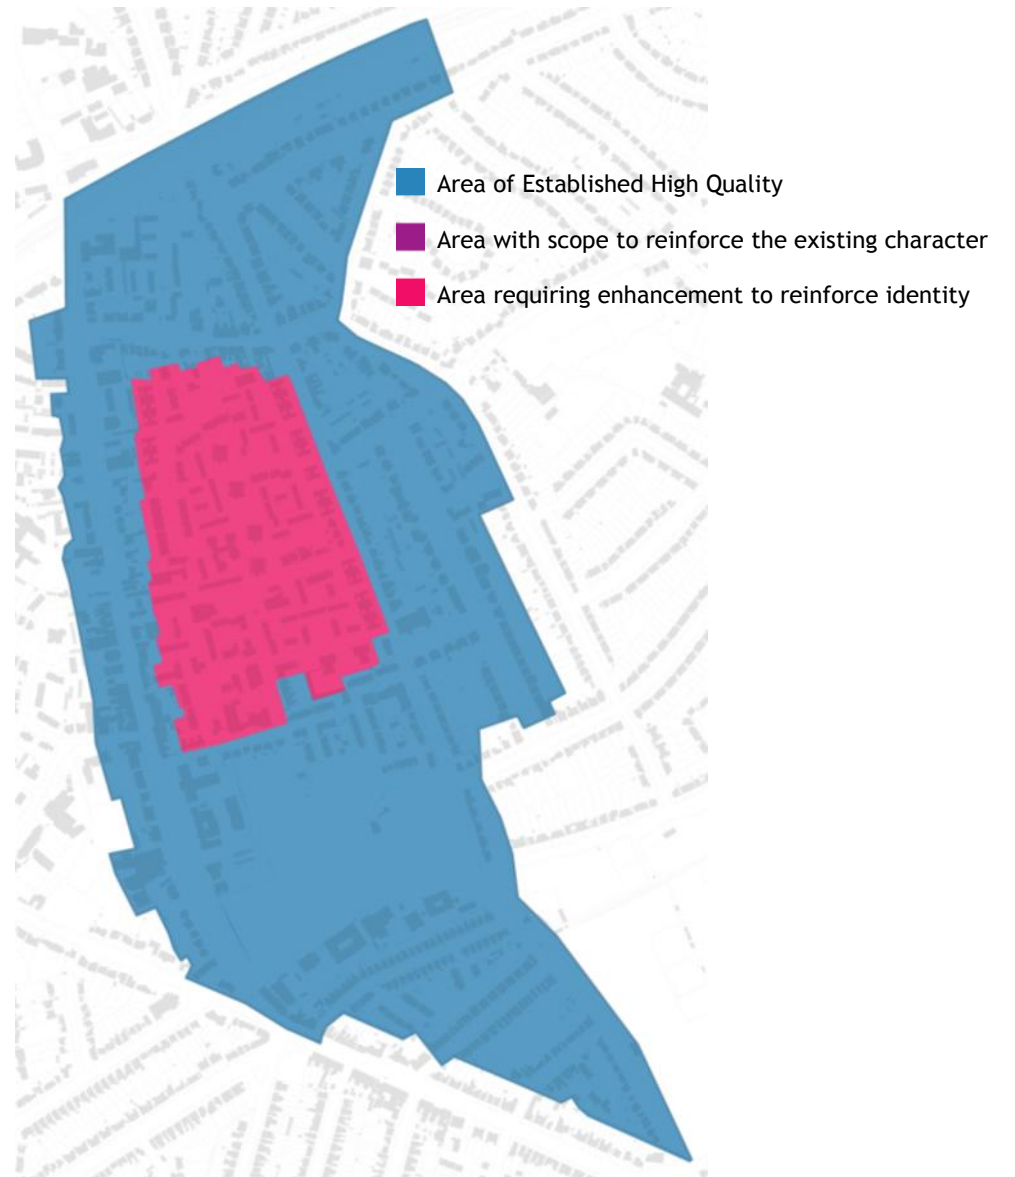 Area of Established High Quality
Area with scope to reinforce the existing character
Area requiring enhancement to reinforce identity